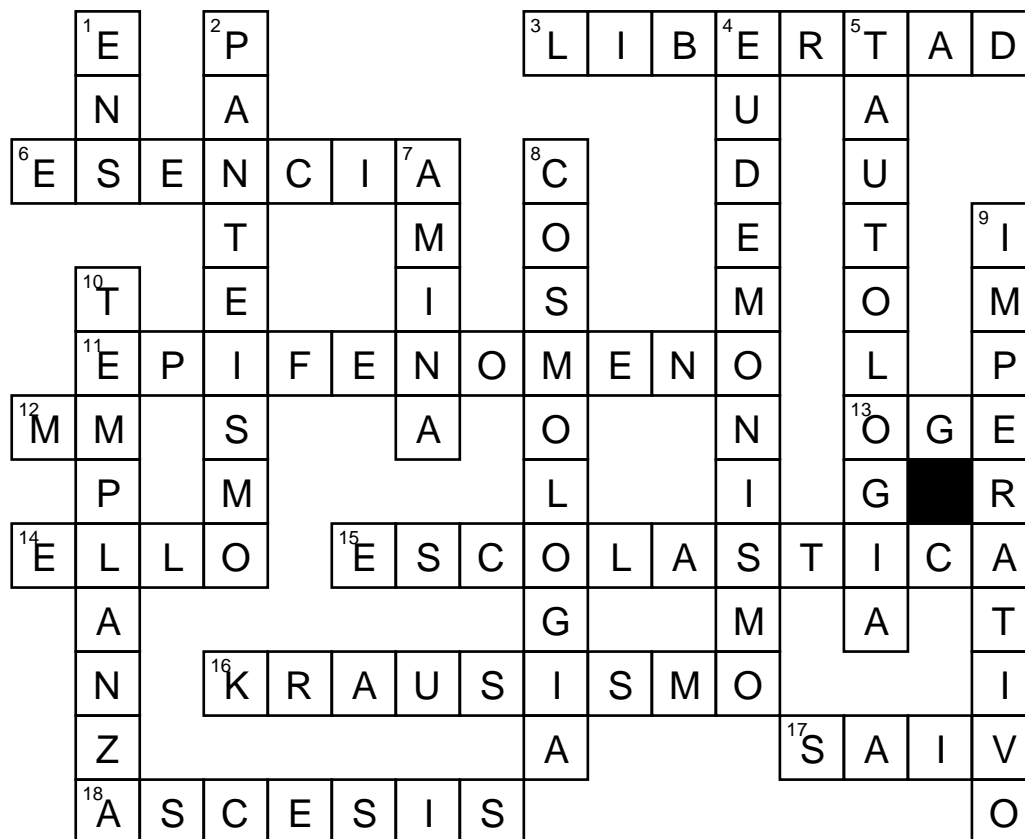 1 E 2 P 3 L I B 4 E R 5 T A D
N A U A
6 E S E N C I 7 A 8 C D U
T M O E T 9 I
10 T E I S M O M
11 E P I F E N O M E N O L P
12 M M S A O N 13 O G E
P M L I G R
14 E L L O 15 E S C O L A S T I C A
A G M A T
N 16 K R A U S I S M O I
Z A 17 S A I V
18 A S C E S I S O